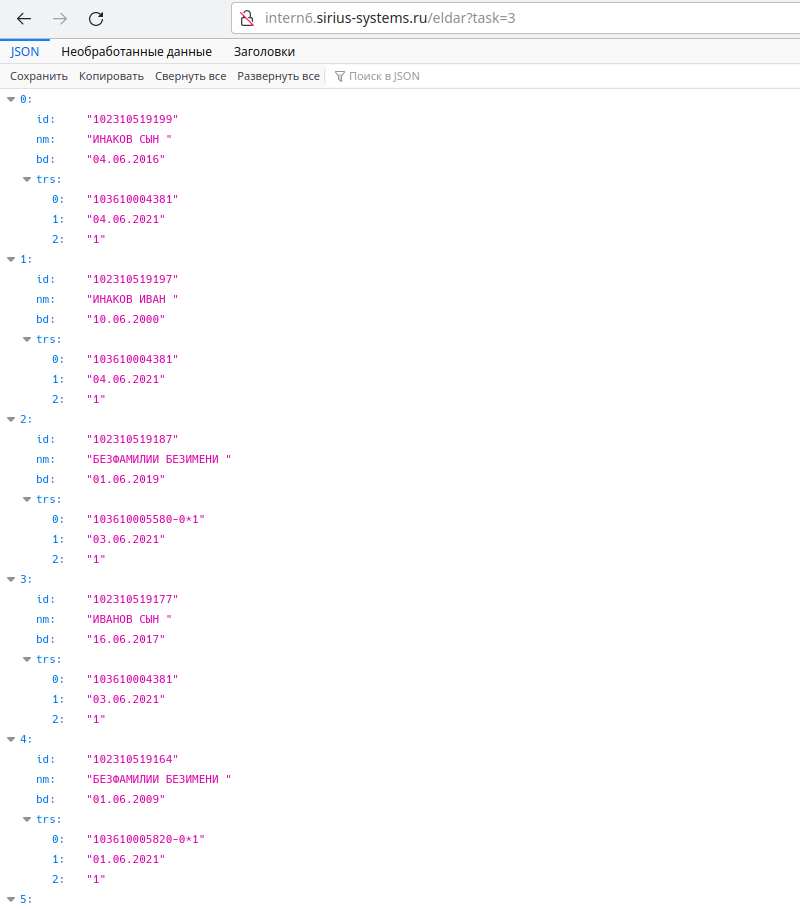 intern6.sirius-systems.ru/eldar?task=3
JSON Необработанные данные Заголовки
Сохранить Копировать Свернуть все Развернуть все Поиск в JSON
0:
id: "102310519199"
nm: "ИНАКОВ СЫН "
bd: "04.06.2016"
trs:
0: "103610004381"
1: "04.06.2021"
2: "1"
1:
id: "102310519197"
nm: "ИНАКОВ ИВАН "
bd: "10.06.2000"
trs:
0: "103610004381"
1: "04.06.2021"
2: "1"
2:
id: "102310519187"
nm: "БЕЗФАМИЛИИ БЕЗИМЕНИ "
bd: "01.06.2019"
trs:
0: "103610005580-0*1"
1: "03.06.2021"
2: "1"
3:
id: "102310519177"
nm: "ИВАНОВ СЫН "
bd: "16.06.2017"
trs:
0: "103610004381"
1: "03.06.2021"
2: "1"
4:
id: "102310519164"
nm: "БЕЗФАМИЛИИ БЕЗИМЕНИ "
bd: "01.06.2009"
trs:
0: "103610005820-0*1"
1: "01.06.2021"
2: "1"
5: